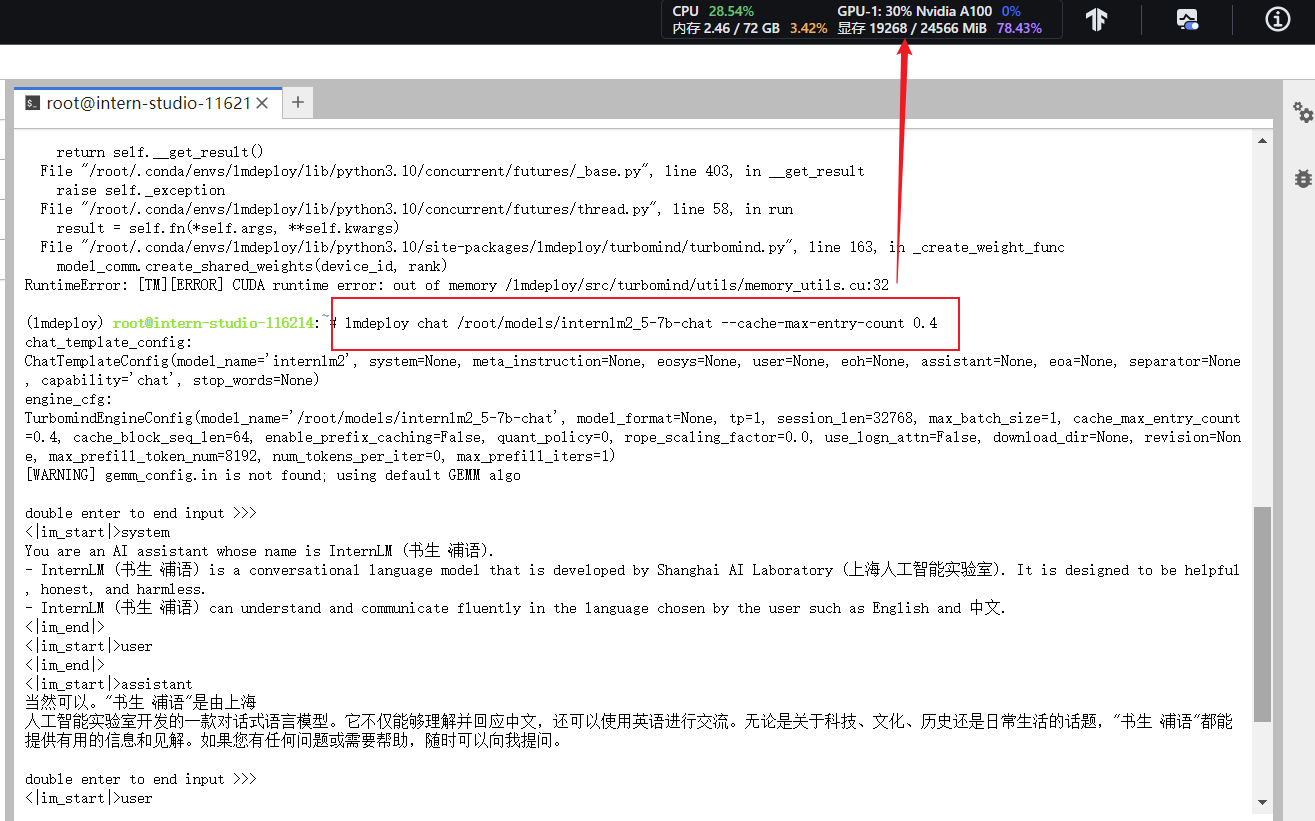 CPU 28.54% GPU-1: 30% Nvidia A100 0%
内存 2.46 / 72 GB 3.42% 显存 19268 / 24566 MiB 78.43%
root@intern-studio-11621
return self.__get_result()
File "/root/.conda/envs/lmdeploy/lib/python3.10/concurrent/futures/_base.py", line 403, in __get_result
raise self._exception
File "/root/.conda/envs/lmdeploy/lib/python3.10/concurrent/futures/thread.py", line 58, in run
result = self.fn(*self.args, **self.kwargs)
File "/root/.conda/envs/lmdeploy/lib/python3.10/site-packages/lmdeploy/turbomind/turbomind.py", line 163, in _create_weight_func
model_comm.create_shared_weights(device_id, rank)
RuntimeError: [TM][ERROR] CUDA runtime error: out of memory /lmdeploy/src/turbomind/utils/memory_utils.cu:32
(lmdeploy) root@intern-studio-116214:~# lmdeploy chat /root/models/internlm2_5-7b-chat --cache-max-entry-count 0.4
chat_template_config:
ChatTemplateConfig(model_name='internlm2', system=None, meta_instruction=None, eosys=None, user=None, eoh=None, assistant=None, eoa=None, separator=None
, capability='chat', stop_words=None)
engine_cfg:
TurbomindEngineConfig(model_name='/root/models/internlm2_5-7b-chat', model_format=None, tp=1, session_len=32768, max_batch_size=1, cache_max_entry_count
=0.4, cache_block_seq_len=64, enable_prefix_caching=False, quant_policy=0, rope_scaling_factor=0.0, use_logn_attn=False, download_dir=None, revision=Non
e, max_prefill_token_num=8192, num_tokens_per_iter=0, max_prefill_iters=1)
[WARNING] gemm_config.in is not found; using default GEMM algo
double enter to end input >>>
<|im_start|>system
You are an AI assistant whose name is InternLM (书生·浦语).
- InternLM (书生·浦语) is a conversational language model that is developed by Shanghai AI Laboratory (上海人工智能实验室). It is designed to be helpful
, honest, and harmless.
- InternLM (书生·浦语) can understand and communicate fluently in the language chosen by the user such as English and 中文.
<|im_end|>
<|im_start|>user
<|im_end|>
<|im_start|>assistant
当然可以。"书生·浦语"是由上海
人工智能实验室开发的一款对话式语言模型。它不仅能够理解并回应中文，还可以使用英语进行交流。无论是关于科技、文化、历史还是日常生活的话题，"书生·浦语"都能
提供有用的信息和见解。如果您有任何问题或需要帮助，随时可以向我提问。
double enter to end input >>>
<|im_start|>user